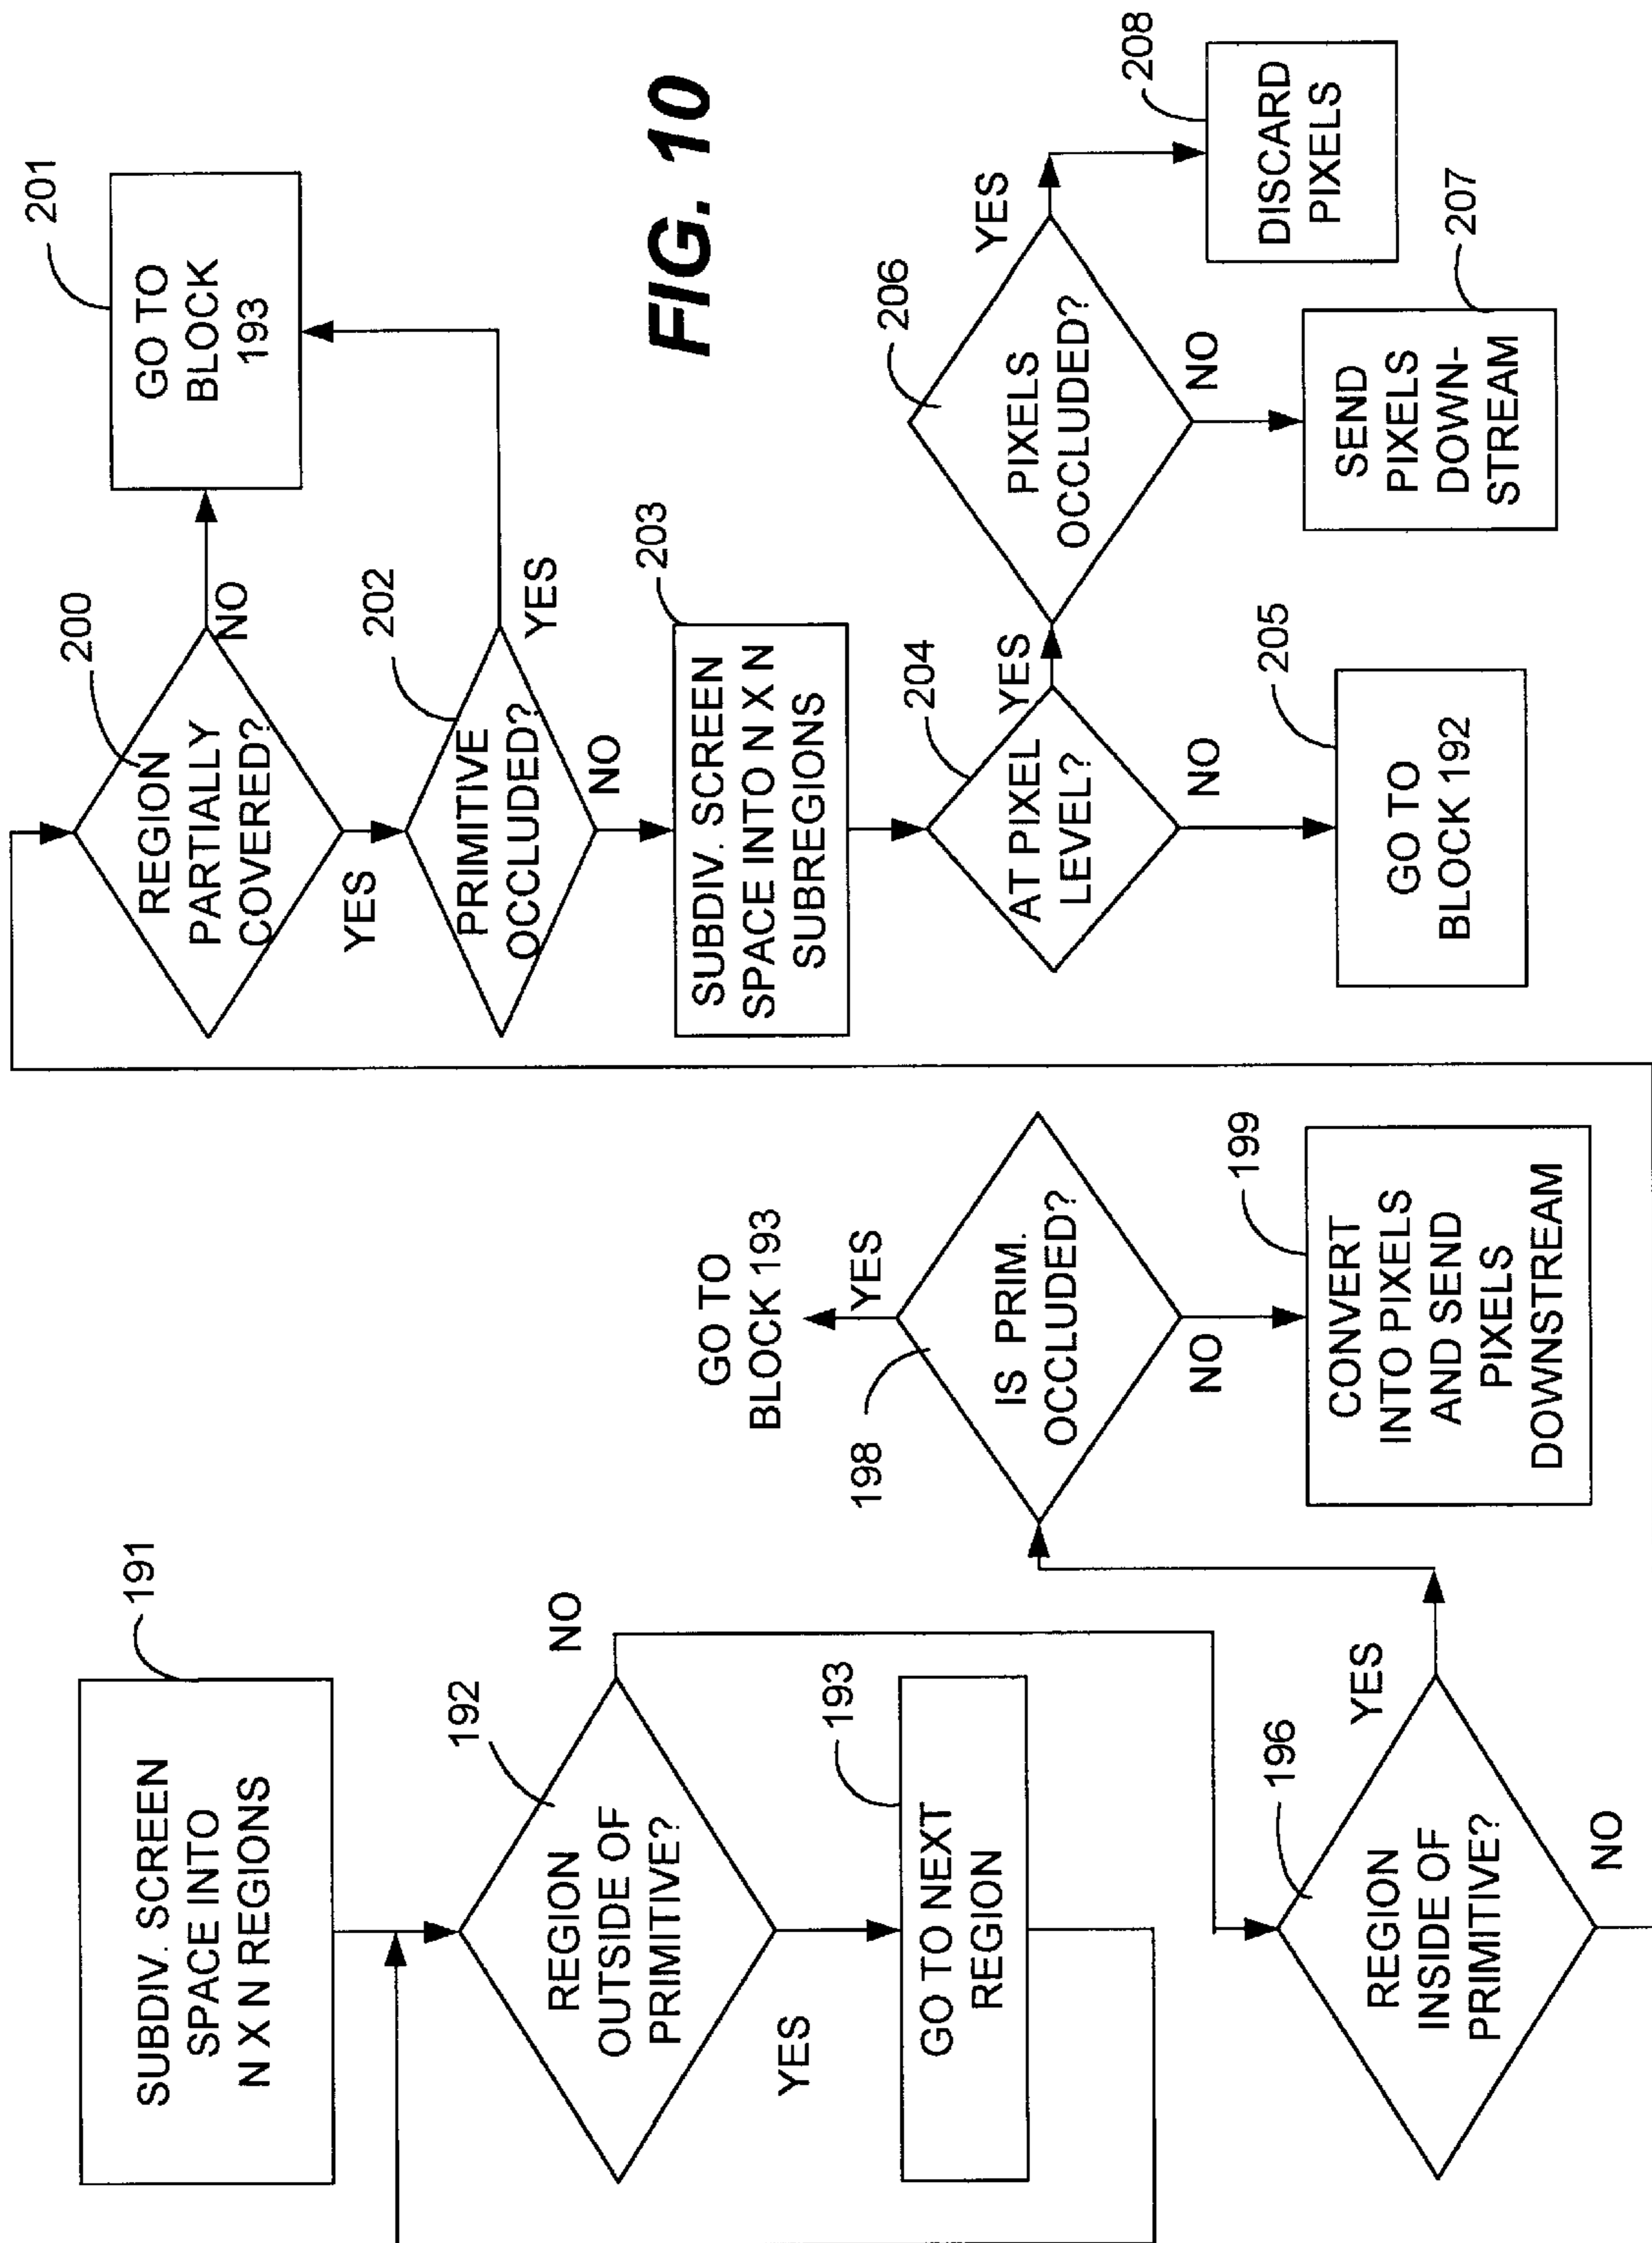 SUBDIV. SCREEN
SPACE INTO
N X N REGIONS
191
REGION
OUTSIDE OF
PRIMITIVE?
192
NO
YES
GO TO NEXT
REGION
193
REGION
INSIDE OF
PRIMITIVE?
196
YES
NO
GO TO
BLOCK 193
YES
IS PRIM.
OCCLUDED?
198
NO
CONVERT
INTO PIXELS
AND SEND
PIXELS
DOWNSTREAM
199
REGION
PARTIALLY
COVERED?
200
NO
YES
GO TO
BLOCK
193
201
PRIMITIVE
OCCLUDED?
202
YES
NO
SUBDIV. SCREEN
SPACE INTO N X N
SUBREGIONS
203
AT PIXEL
LEVEL?
204
YES
NO
GO TO
BLOCK 192
205
PIXELS
OCCLUDED?
206
YES
NO
SEND
PIXELS
DOWN-
STREAM
207
DISCARD
PIXELS
208
FIG. 10